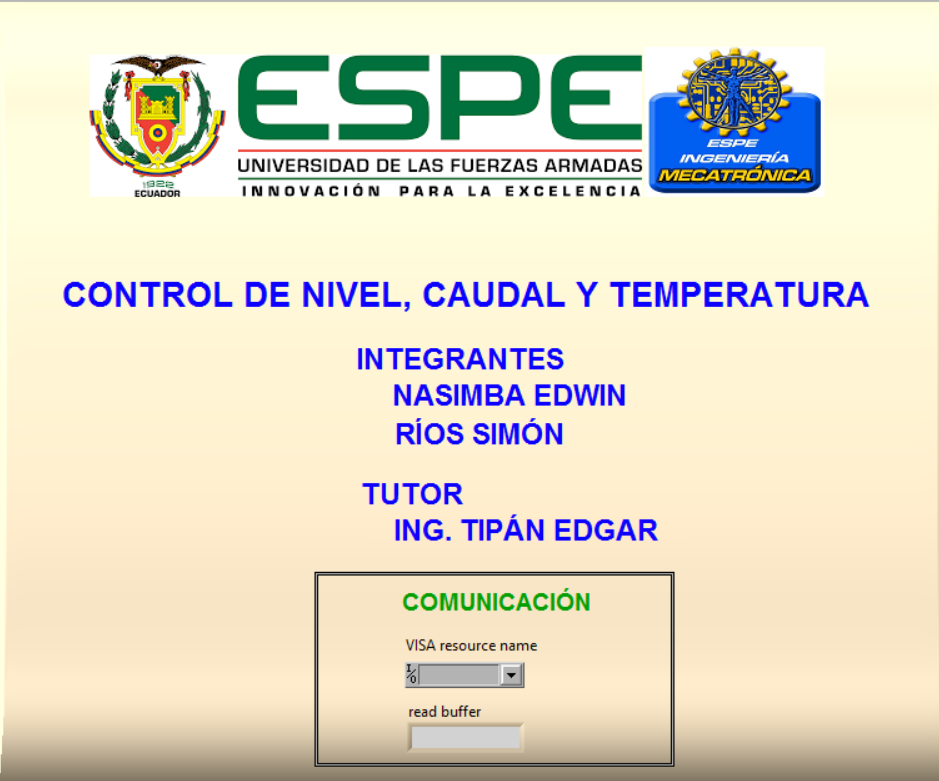 1922
ECUADOR
ESPE
UNIVERSIDAD DE LAS FUERZAS ARMADAS
INNOVACIÓN PARA LA EXCELENCIA
ESPE
INGENIERÍA
MECATRÓNICA
CONTROL DE NIVEL, CAUDAL Y TEMPERATURA
INTEGRANTES
NASIMBA EDWIN
RÍOS SIMÓN
TUTOR
ING. TIPÁN EDGAR
COMUNICACIÓN
VISA resource name
I/O
read buffer